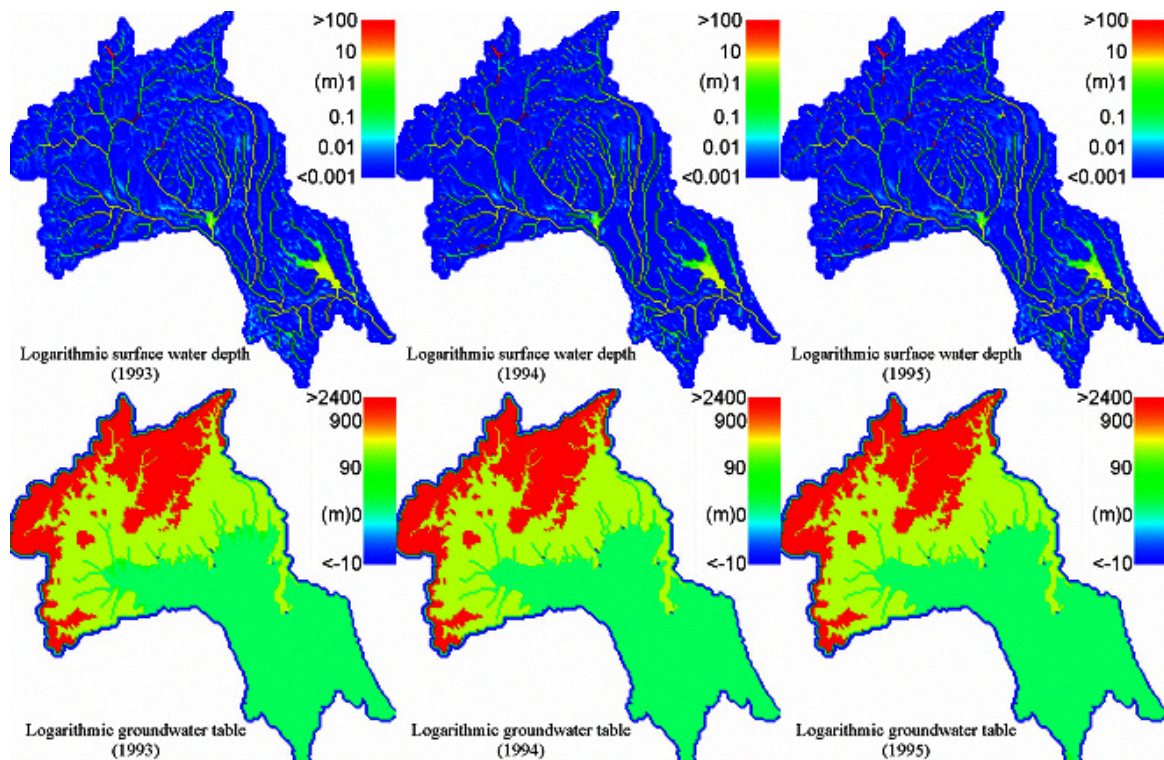 >100
10
(m)1
0.1
0.01
<0.001
Logarithmic surface water depth
(1993)
>100
10
(m)1
0.1
0.01
<0.001
Logarithmic surface water depth
(1994)
>100
10
(m)1
0.1
0.01
<0.001
Logarithmic surface water depth
(1995)
>2400
900
90
(m)0
<-10
Logarithmic groundwater table
(1993)
>2400
900
90
(m)0
<-10
Logarithmic groundwater table
(1994)
>2400
900
90
(m)0
<-10
Logarithmic groundwater table
(1995)